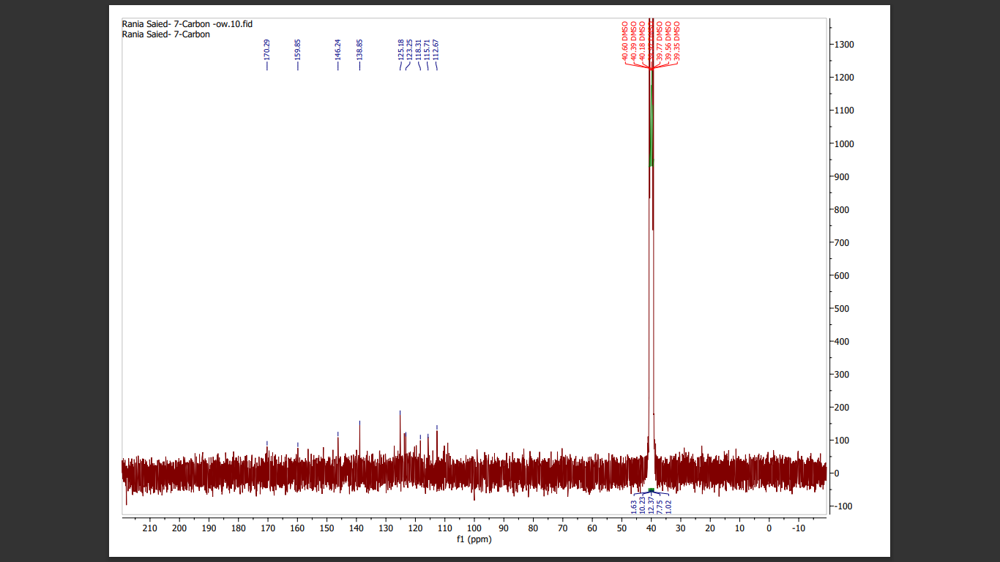 Rania Saied- 7-Carbon -ow.10.fid
Rania Saied- 7-Carbon
170.29
159.85
146.24
138.85
125.18
123.25
118.31
115.71
112.67
40.60 DMSO
40.39 DMSO
40.18 DMSO
39.97 DMSO
39.77 DMSO
39.56 DMSO
39.35 DMSO
1300
1200
1100
1000
900
800
700
600
500
400
300
200
100
0
-100
1.63
10.23
12.37
7.75
1.02
210 200 190 180 170 160 150 140 130 120 110 100 90 80 70 60 50 40 30 20 10 0 -10
f1 (ppm)